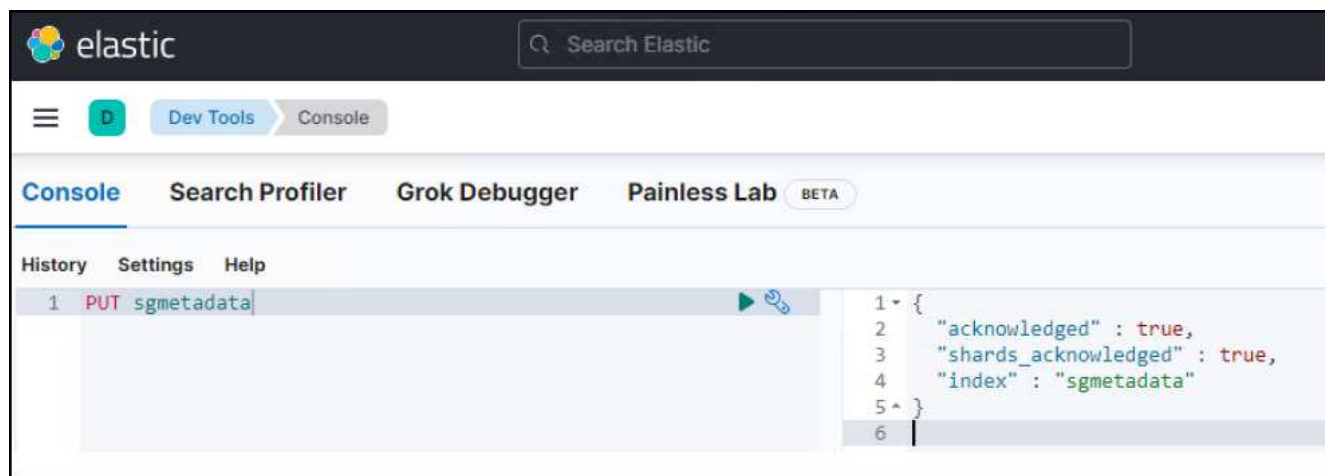 elastic
Search Elastic
D
Dev Tools
Console
Console
Search Profiler
Grok Debugger
Painless Lab
BETA
History
Settings
Help
1 PUT sgmetadata
1 {
2 "acknowledged" : true,
3 "shards_acknowledged" : true,
4 "index" : "sgmetadata"
5 }
6